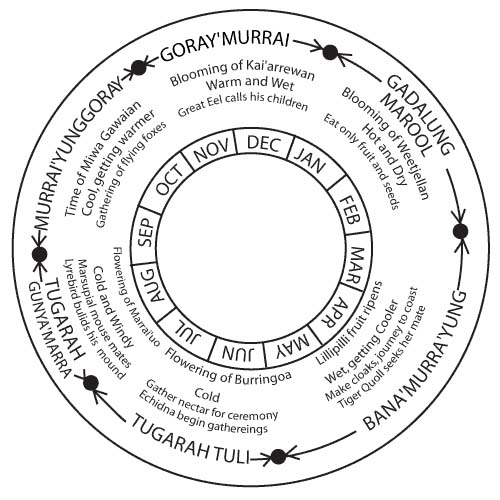 GORAY'MURRAI
Blooming of Kai'arrewan
Warm and Wet
Great Eel calls his children
GADALUNG
MAROOL
Blooming of Weetjellan
Hot and Dry
Eat only fruit and seeds
BANA'MURRA'YUNG
Lillipilli fruit ripens
Wet, getting Cooler
Make cloaks, journey to coast
Tiger Quoll seeks her mate
TUGARAH TULI
Flowering of Burringoa
Cold
Gather nectar for ceremony
Echidna begin gathereings
TUGARAH
GUNYA'MARRA
Flowering of Marrai'uo
Cold and Windy
Marsupial mouse mates
Lyrebird bulids his mound
MURRAI'YUNGGORAY
Time of Miwa Gawaian
Cool, getting warmer
Gathering of flying foxes
DEC
JAN
FEB
MAR
APR
MAY
JUN
JUL
AUG
SEP
OCT
NOV